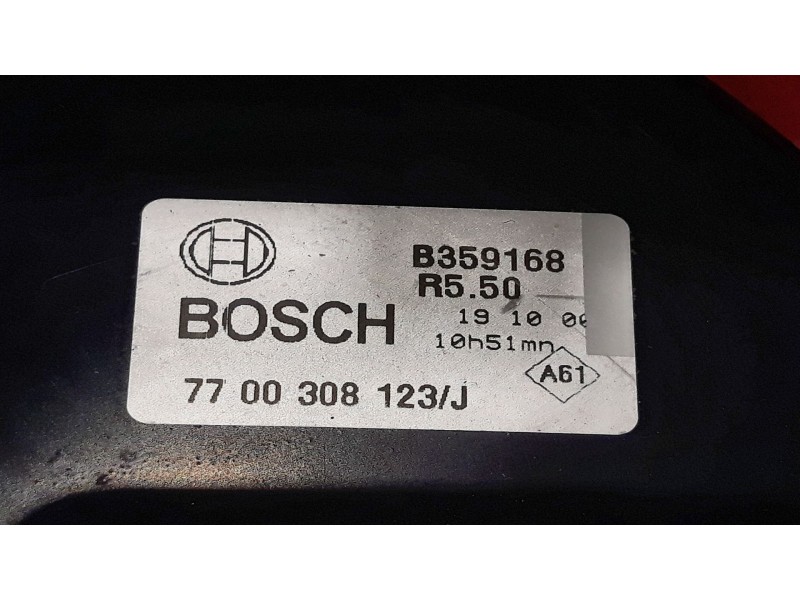 B359168
R5.50
BOSCH
19 10 00
10h51mn
A61
77 00 308 123/J